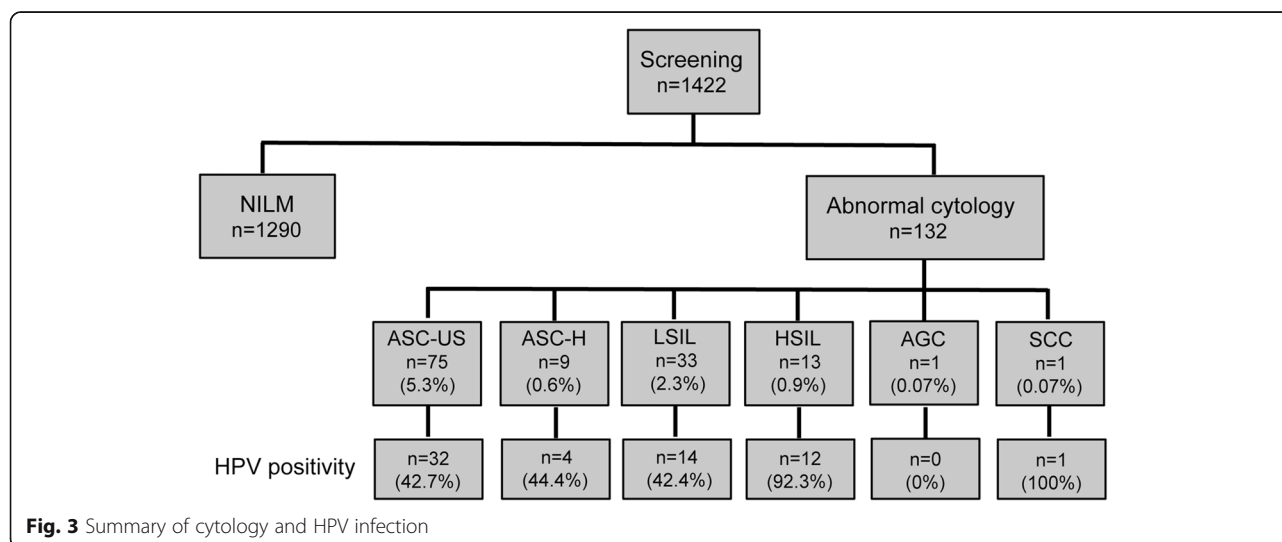 Screening
n=1422
NILM
n=1290
Abnormal cytology
n=132
ASC-US
n=75
(5.3%)
ASC-H
n=9
(0.6%)
LSIL
n=33
(2.3%)
HSIL
n=13
(0.9%)
AGC
n=1
(0.07%)
SCC
n=1
(0.07%)
HPV positivity
n=32
(42.7%)
n=4
(44.4%)
n=14
(42.4%)
n=12
(92.3%)
n=0
(0%)
n=1
(100%)
Fig. 3 Summary of cytology and HPV infection